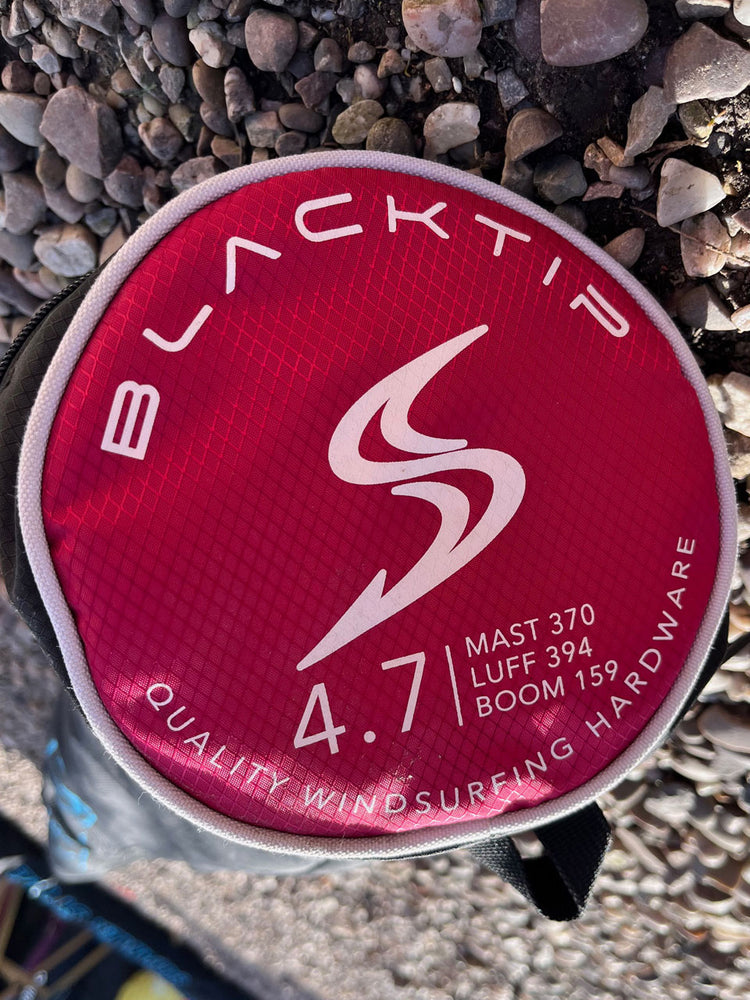 BLACKTIP
4.7
MAST 370
LUFF 394
BOOM 159
QUALITY WINDSURFING HARDWARE